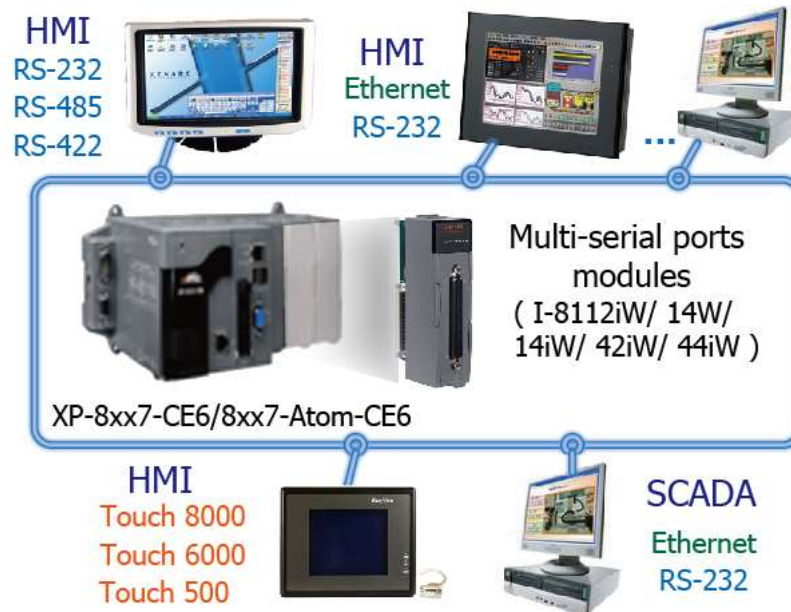 HMI
RS-232
RS-485
RS-422
HMI
Ethernet
RS-232
...
Multi-serial ports
modules
( I-8112iW/ 14W/
14iW/ 42iW/ 44iW )
XP-8xx7-CE6/8xx7-Atom-CE6
HMI
Touch 8000
Touch 6000
Touch 500
SCADA
Ethernet
RS-232